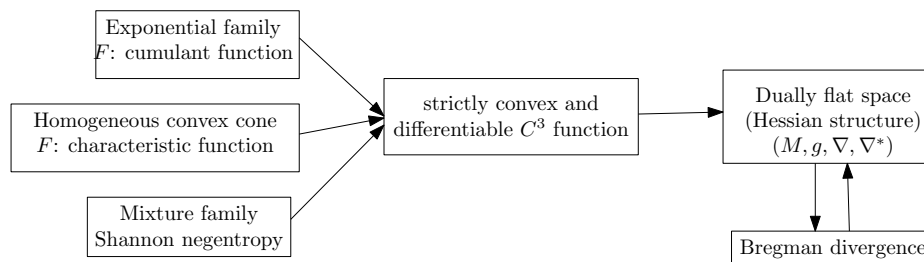 Exponential family
F: cumulant function
Homogeneous convex cone
F: characteristic function
Mixture family
Shannon negentropy
strictly convex and
differentiable C³ function
Dually flat space
(Hessian structure)
(M, g, ∇, ∇*)
Bregman divergence